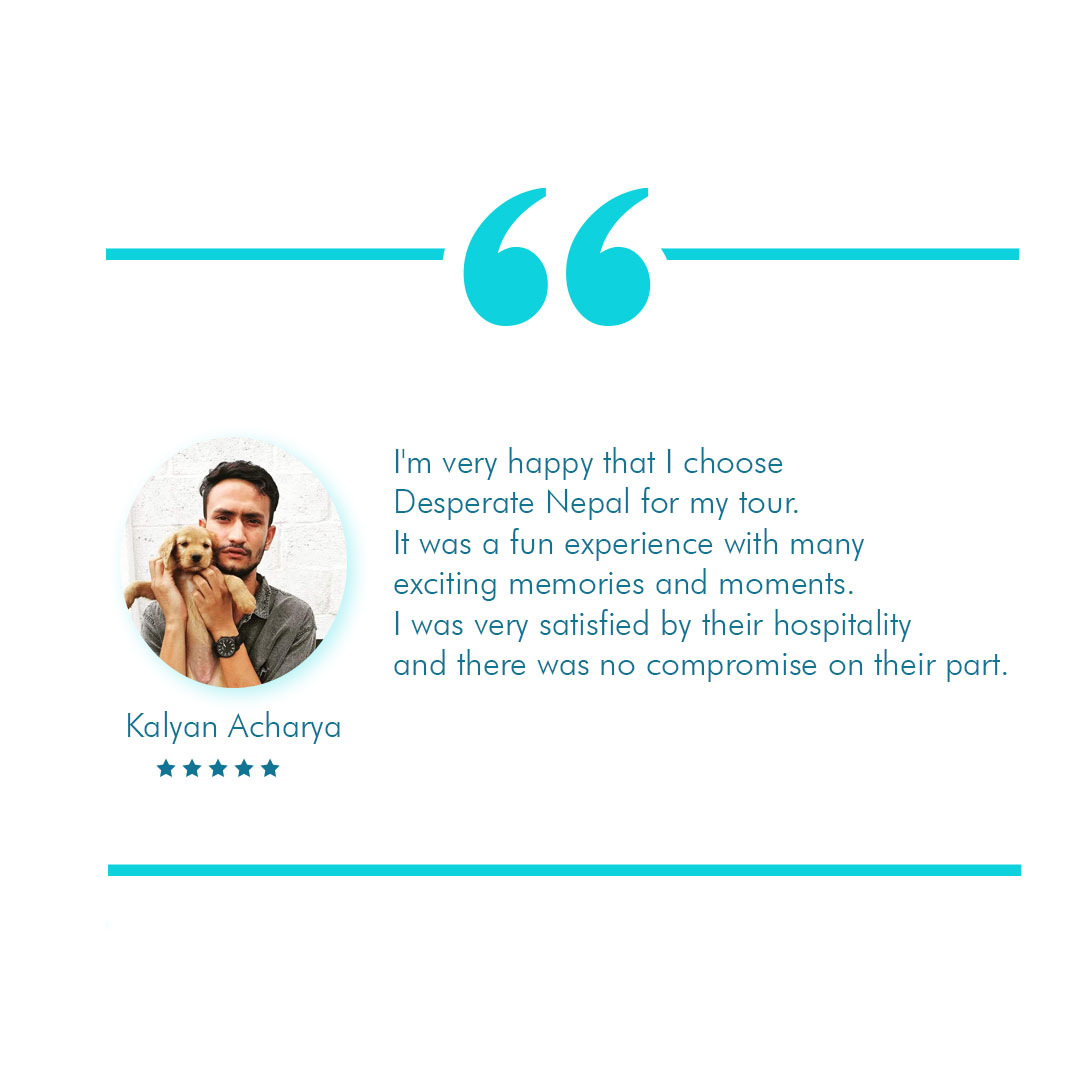 I'm very happy that I choose
Desperate Nepal for my tour.
It was a fun experience with many
exciting memories and moments.
I was very satisfied by their hospitality
and there was no compromise on their part.
Kalyan Acharya